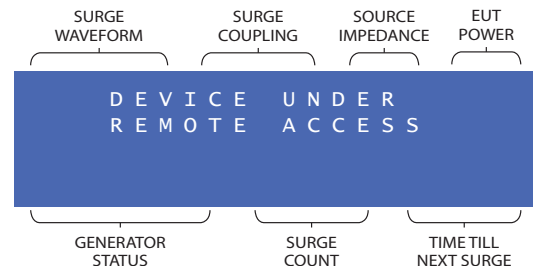 SURGE SURGE SOURCE EUT
WAVEFORM COUPLING IMPEDANCE POWER
DEVICE UNDER
REMOTE ACCESS
GENERATOR SURGE TIME TILL
STATUS COUNT NEXT SURGE